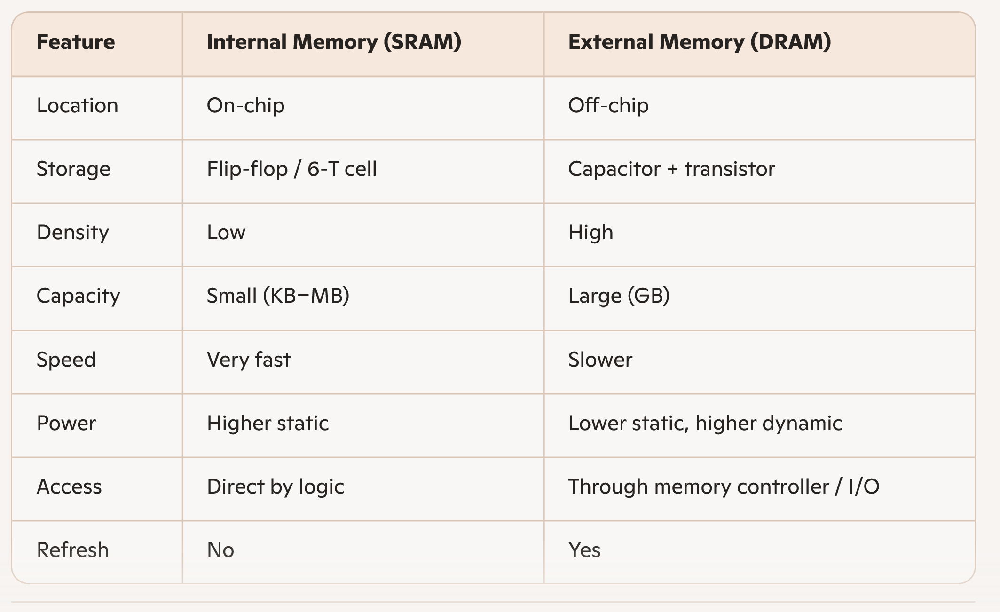 Feature Internal Memory (SRAM) External Memory (DRAM)
Location On-chip Off-chip
Storage Flip-flop / 6-T cell Capacitor + transistor
Density Low High
Capacity Small (KB–MB) Large (GB)
Speed Very fast Slower
Power Higher static Lower static, higher dynamic
Access Direct by logic Through memory controller / I/O
Refresh No Yes